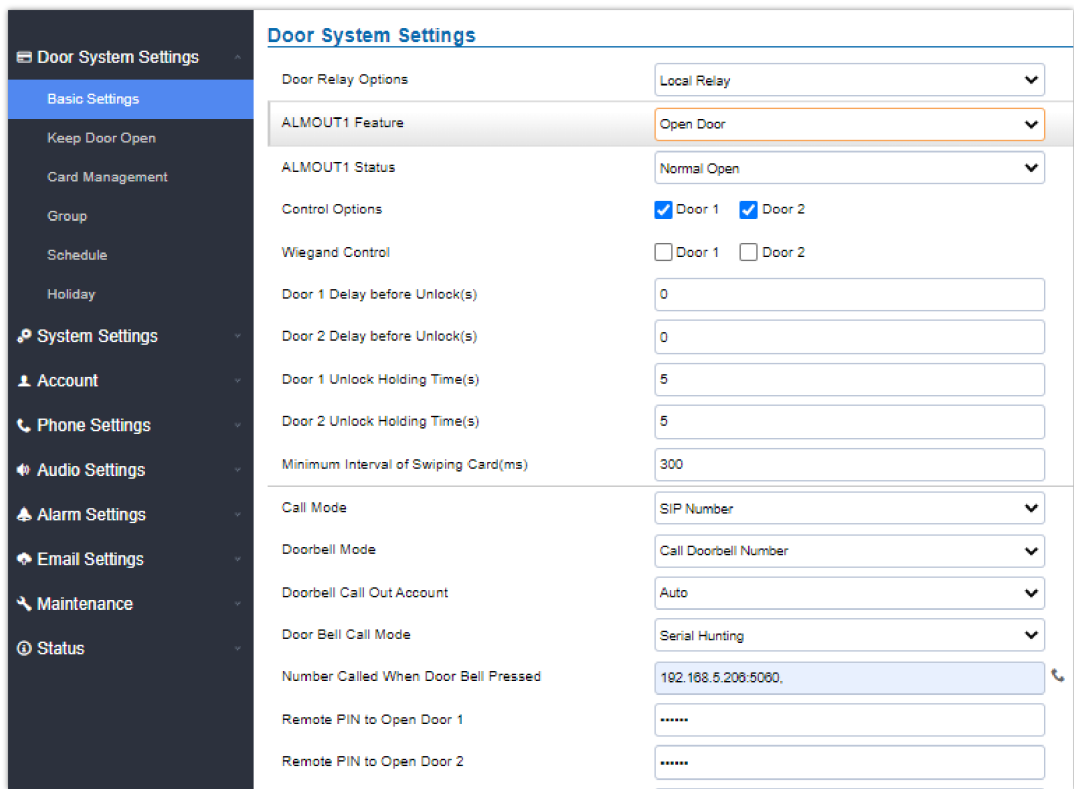 Door System Settings
Basic Settings
Keep Door Open
Card Management
Group
Schedule
Holiday
System Settings
Account
Phone Settings
Audio Settings
Alarm Settings
Email Settings
Maintenance
Status
Door System Settings
Door Relay Options Local Relay
ALMOUT1 Feature Open Door
ALMOUT1 Status Normal Open
Control Options Door 1 Door 2
Wiegand Control Door 1 Door 2
Door 1 Delay before Unlock(s) 0
Door 2 Delay before Unlock(s) 0
Door 1 Unlock Holding Time(s) 5
Door 2 Unlock Holding Time(s) 5
Minimum Interval of Swiping Card(ms) 300
Call Mode SIP Number
Doorbell Mode Call Doorbell Number
Doorbell Call Out Account Auto
Door Bell Call Mode Serial Hunting
Number Called When Door Bell Pressed 192.168.5.206:5060,
Remote PIN to Open Door 1 ••••••
Remote PIN to Open Door 2 ••••••